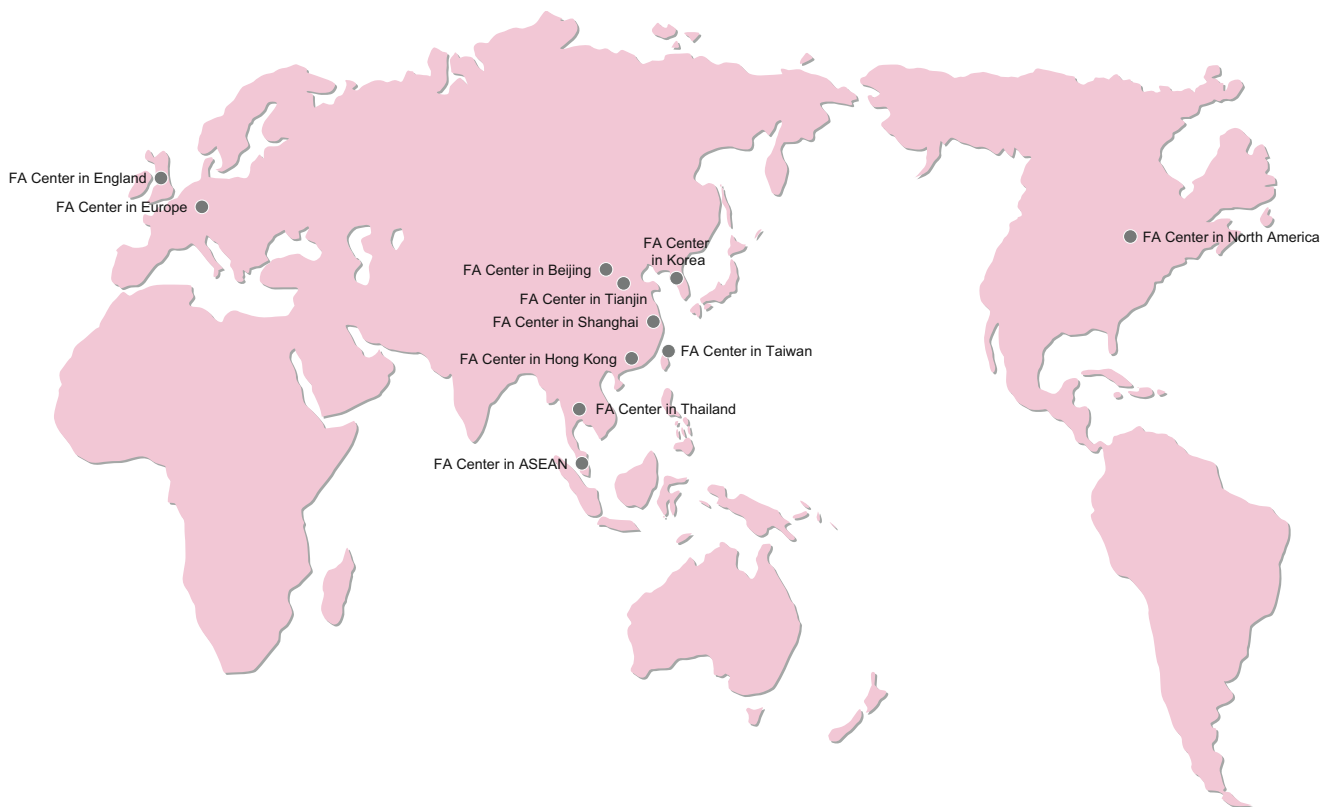 FA Center in England
FA Center in Europe
FA Center in North America
FA Center
in Korea
FA Center in Beijing
FA Center in Tianjin
FA Center in Shanghai
FA Center in Taiwan
FA Center in Hong Kong
FA Center in Thailand
FA Center in ASEAN